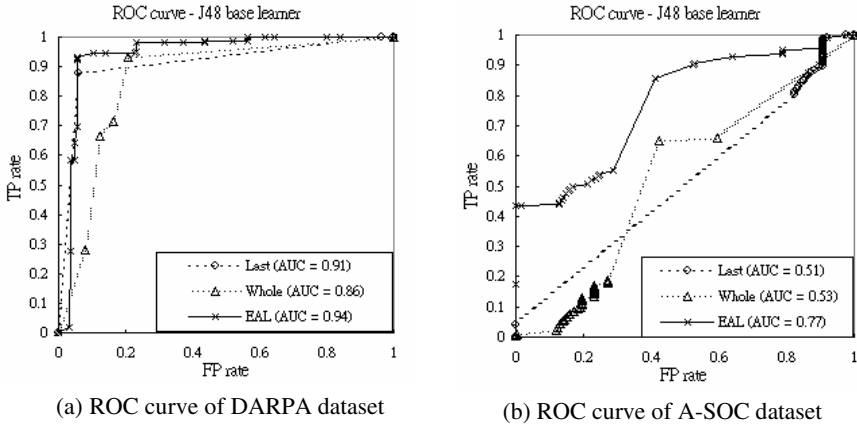 ROC curve - J48 base learner
TP rate
1
0.9
0.8
0.7
0.6
0.5
0.4
0.3
0.2
0.1
0
Last (AUC = 0.91)
Whole (AUC = 0.86)
EAL (AUC = 0.94)
0 0.2 0.4 0.6 0.8 1
FP rate
(a) ROC curve of DARPA dataset
ROC curve - J48 base learner
TP rate
1
0.9
0.8
0.7
0.6
0.5
0.4
0.3
0.2
0.1
0
Last (AUC = 0.51)
Whole (AUC = 0.53)
EAL (AUC = 0.77)
0 0.2 0.4 0.6 0.8 1
FP rate
(b) ROC curve of A-SOC dataset